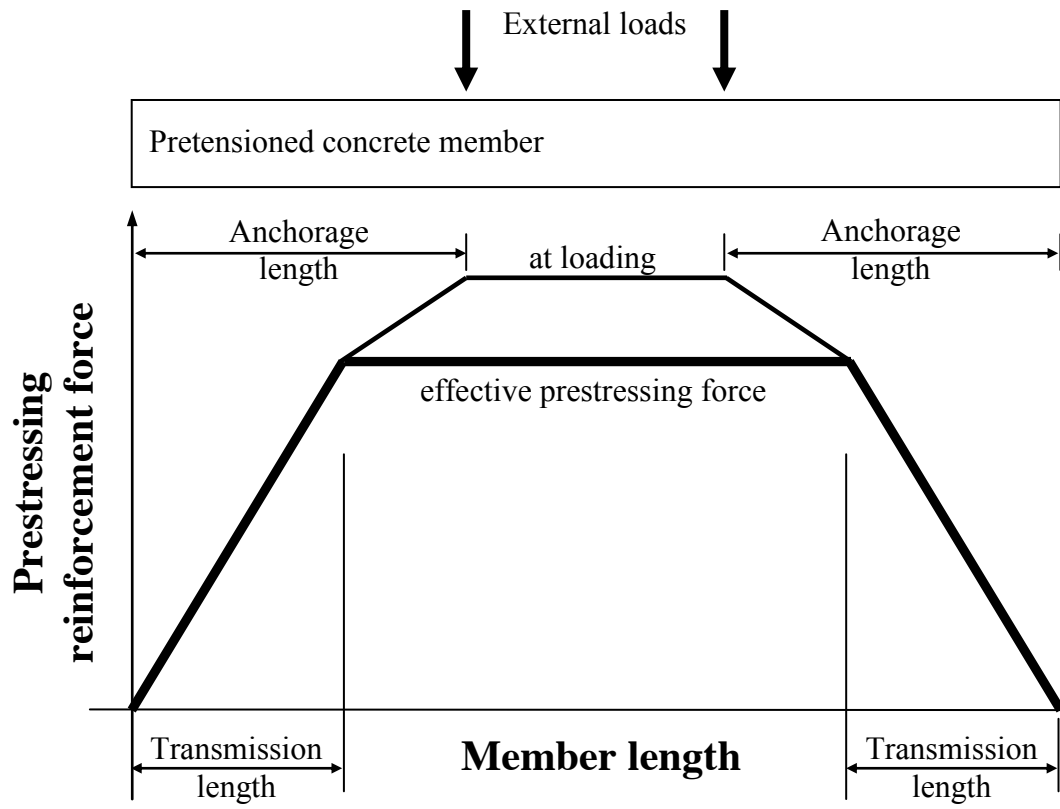 External loads
Pretensioned concrete member
Anchorage
length
at loading
Anchorage
length
effective prestressing force
Prestressing
reinforcement force
Transmission
length
Member length
Transmission
length